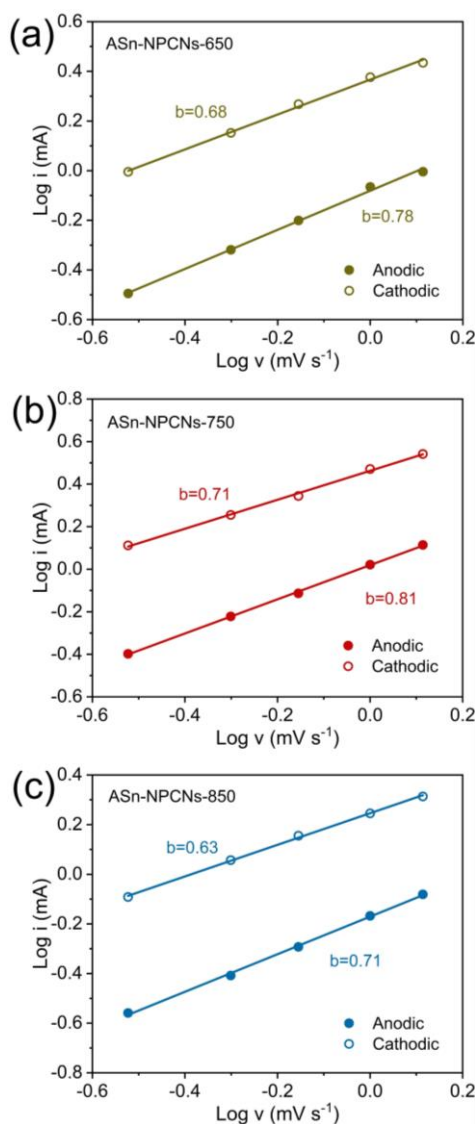 (a)
ASn-NPCNs-650
0.6
0.4
0.2
0.0
-0.2
-0.4
-0.6
Log i (mA)
b=0.68
b=0.78
Anodic
Cathodic
-0.6 -0.4 -0.2 0.0 0.2
Log v (mV s⁻¹)
(b)
ASn-NPCNs-750
0.8
0.6
0.4
0.2
0.0
-0.2
-0.4
-0.6
Log i (mA)
b=0.71
b=0.81
Anodic
Cathodic
-0.6 -0.4 -0.2 0.0 0.2
Log v (mV s⁻¹)
(c)
ASn-NPCNs-850
0.4
0.2
0.0
-0.2
-0.4
-0.6
-0.8
Log i (mA)
b=0.63
b=0.71
Anodic
Cathodic
-0.6 -0.4 -0.2 0.0 0.2
Log v (mV s⁻¹)